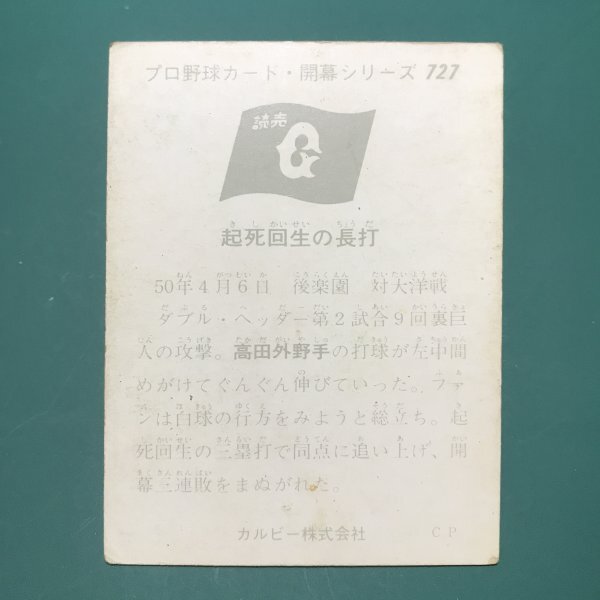 プロ野球カード・開幕シリーズ 727
読売
G
起死回生の長打
50年4月6日 後楽園 対大洋戦
ダブル・ヘッダー第2試合9回裏巨
人の攻撃。高田外野手の打球が左中間
めがけてぐんぐん伸びていった。ファ
ンは白球の行方をみようと総立ち。起
死回生の三塁打で同点に追い上げ、開
幕三連敗をまぬがれた。
カルビー株式会社 CP